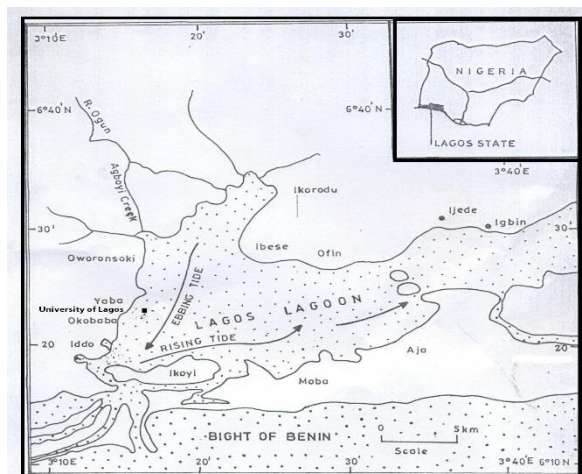 3°10'E
20'
NIGERIA
LAGOS STATE
6°40'N
6°40'N
3°40'E
R. Ogun
Agboyi Creek
Ikorodu
Ijede
Igbin
30'
30'
Ibese
Ofin
Oworonsoki
EBBING TIDE
Yaba
University of Lagos
Okobaba
LAGOS LAGOON
RISING TIDE
20
20
Iddo
Aja
Ikoyi
Moba
BIGHT OF BENIN
0 5km
Scale
3°10'E
20'
30'
3°40'E
6°10'N